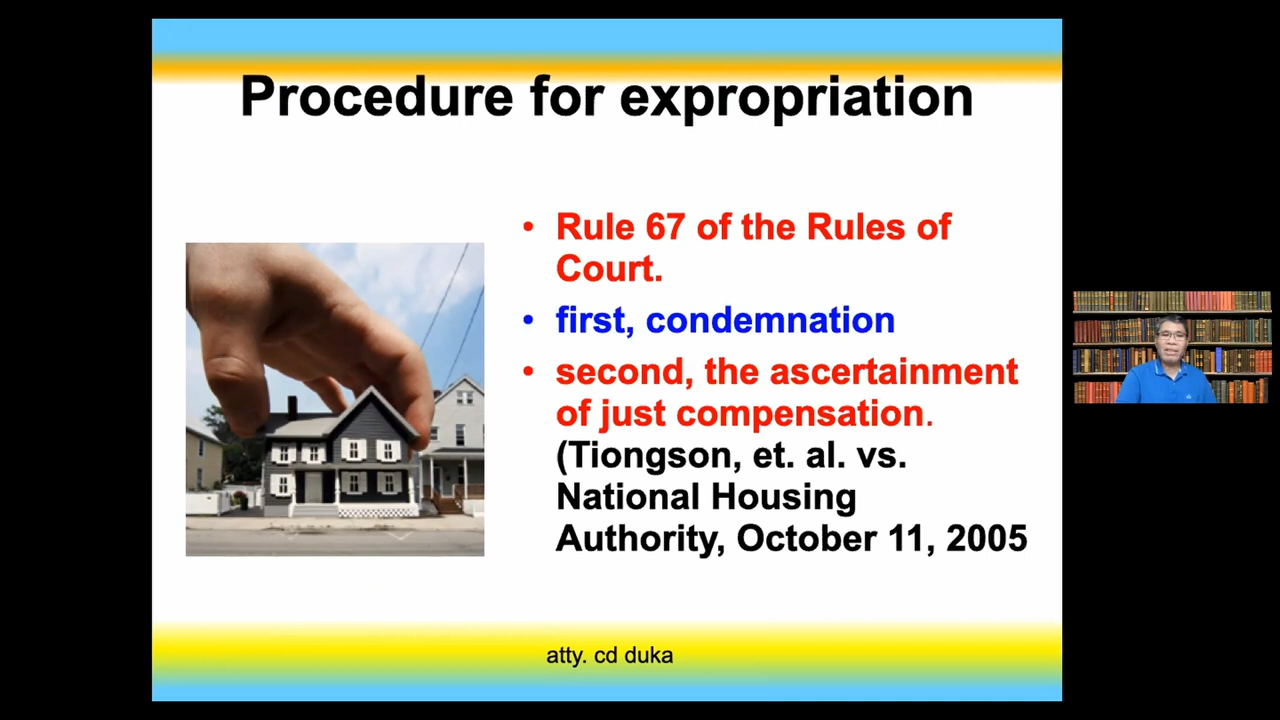 Procedure for expropriation
• Rule 67 of the Rules of
Court.
• first, condemnation
• second, the ascertainment
of just compensation.
(Tiongson, et. al. vs.
National Housing
Authority, October 11, 2005
atty. cd duka